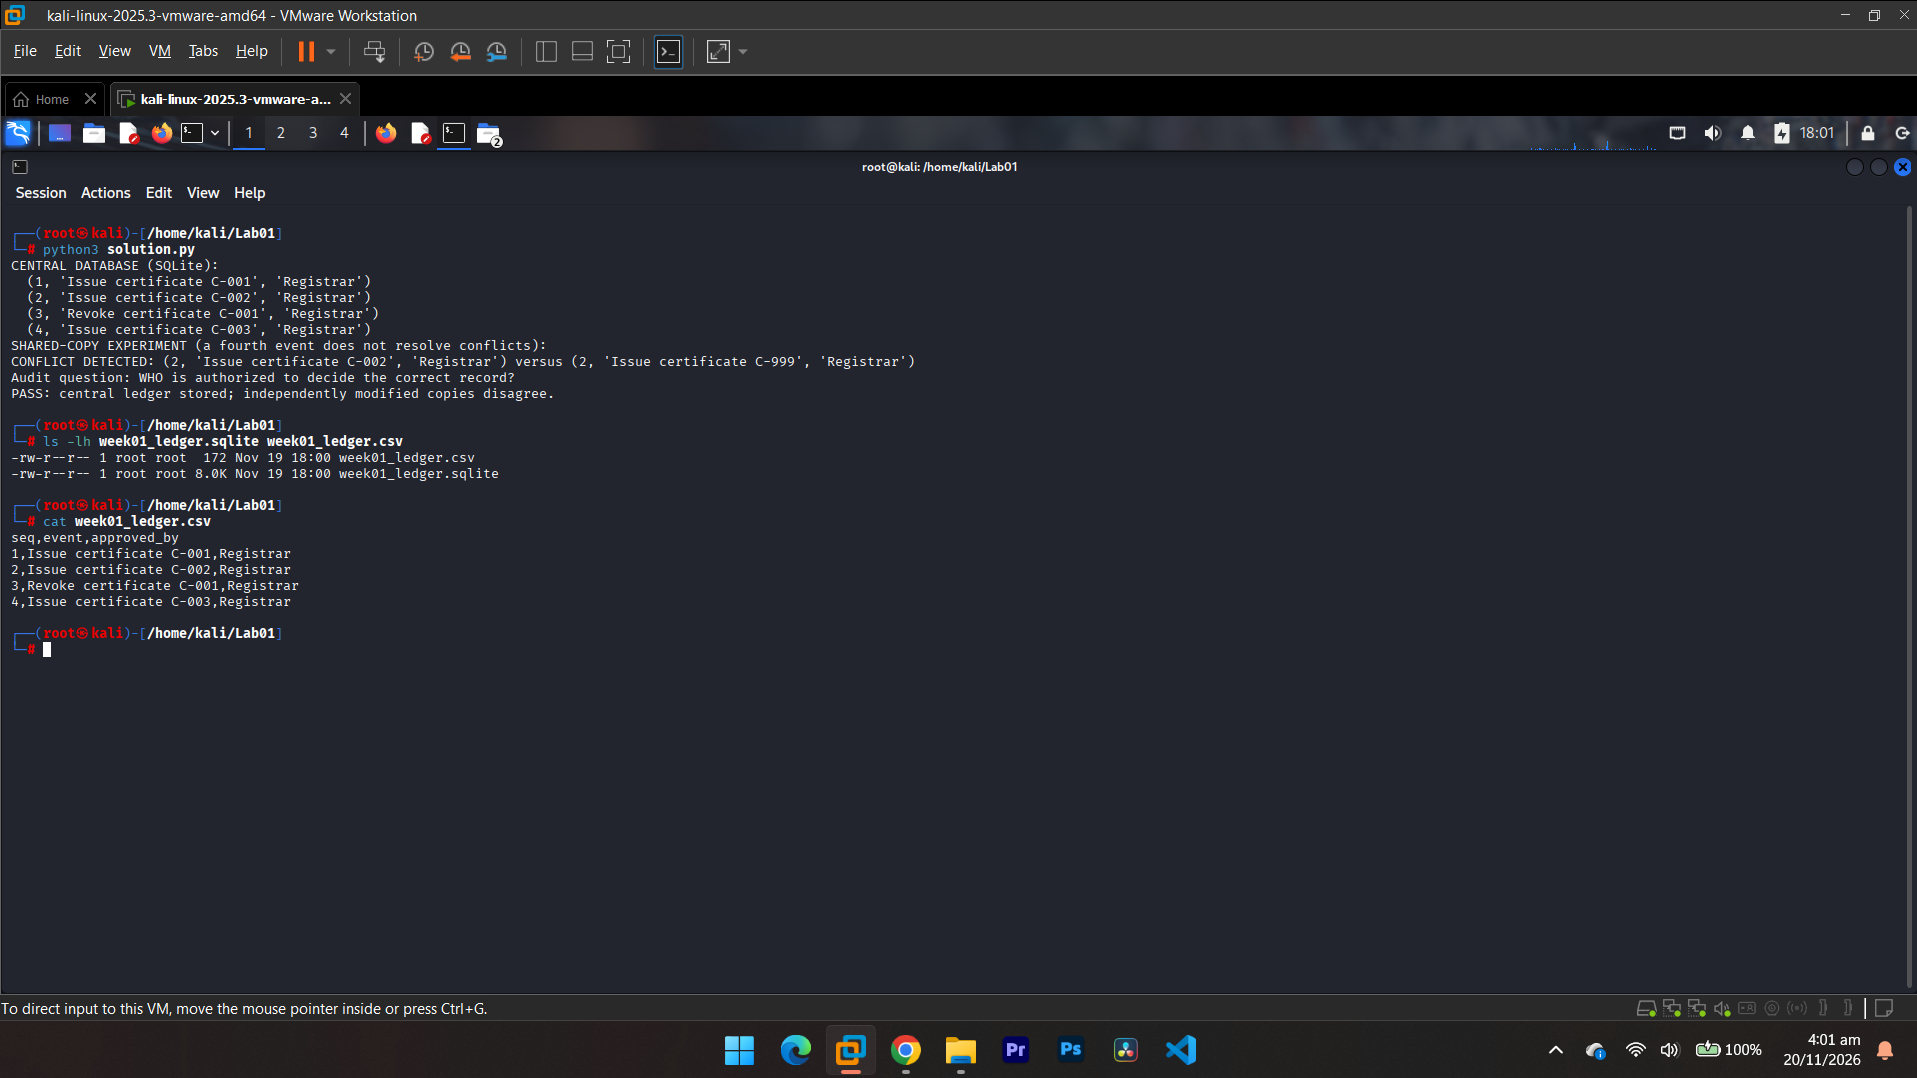 kali-linux-2025.3-vmware-amd64 - VMware Workstation
File Edit View VM Tabs Help
Home
kali-linux-2025.3-vmware-a...
1 2 3 4
2
18:01
root@kali: /home/kali/Lab01
Session Actions Edit View Help
┌──(root㉿kali)-[/home/kali/Lab01]
└─# python3 solution.py
CENTRAL DATABASE (SQLite):
  (1, 'Issue certificate C-001', 'Registrar')
  (2, 'Issue certificate C-002', 'Registrar')
  (3, 'Revoke certificate C-001', 'Registrar')
  (4, 'Issue certificate C-003', 'Registrar')
SHARED-COPY EXPERIMENT (a fourth event does not resolve conflicts):
CONFLICT DETECTED: (2, 'Issue certificate C-002', 'Registrar') versus (2, 'Issue certificate C-999', 'Registrar')
Audit question: WHO is authorized to decide the correct record?
PASS: central ledger stored; independently modified copies disagree.
┌──(root㉿kali)-[/home/kali/Lab01]
└─# ls -lh week01_ledger.sqlite week01_ledger.csv
-rw-r--r-- 1 root root  172 Nov 19 18:00 week01_ledger.csv
-rw-r--r-- 1 root root 8.0K Nov 19 18:00 week01_ledger.sqlite
┌──(root㉿kali)-[/home/kali/Lab01]
└─# cat week01_ledger.csv
seq,event,approved_by
1,Issue certificate C-001,Registrar
2,Issue certificate C-002,Registrar
3,Revoke certificate C-001,Registrar
4,Issue certificate C-003,Registrar
┌──(root㉿kali)-[/home/kali/Lab01]
└─#
To direct input to this VM, move the mouse pointer inside or press Ctrl+G.
Pr Ps
100%
4:01 am
20/11/2026